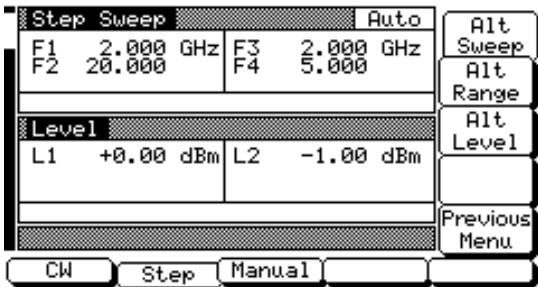 Step Sweep Auto
F1 2.000 GHz F3 2.000 GHz
F2 20.000 F4 5.000
Level
L1 +0.00 dBm L2 -1.00 dBm
Alt
Sweep
Alt
Range
Alt
Level
Previous
Menu
CW Step Manual